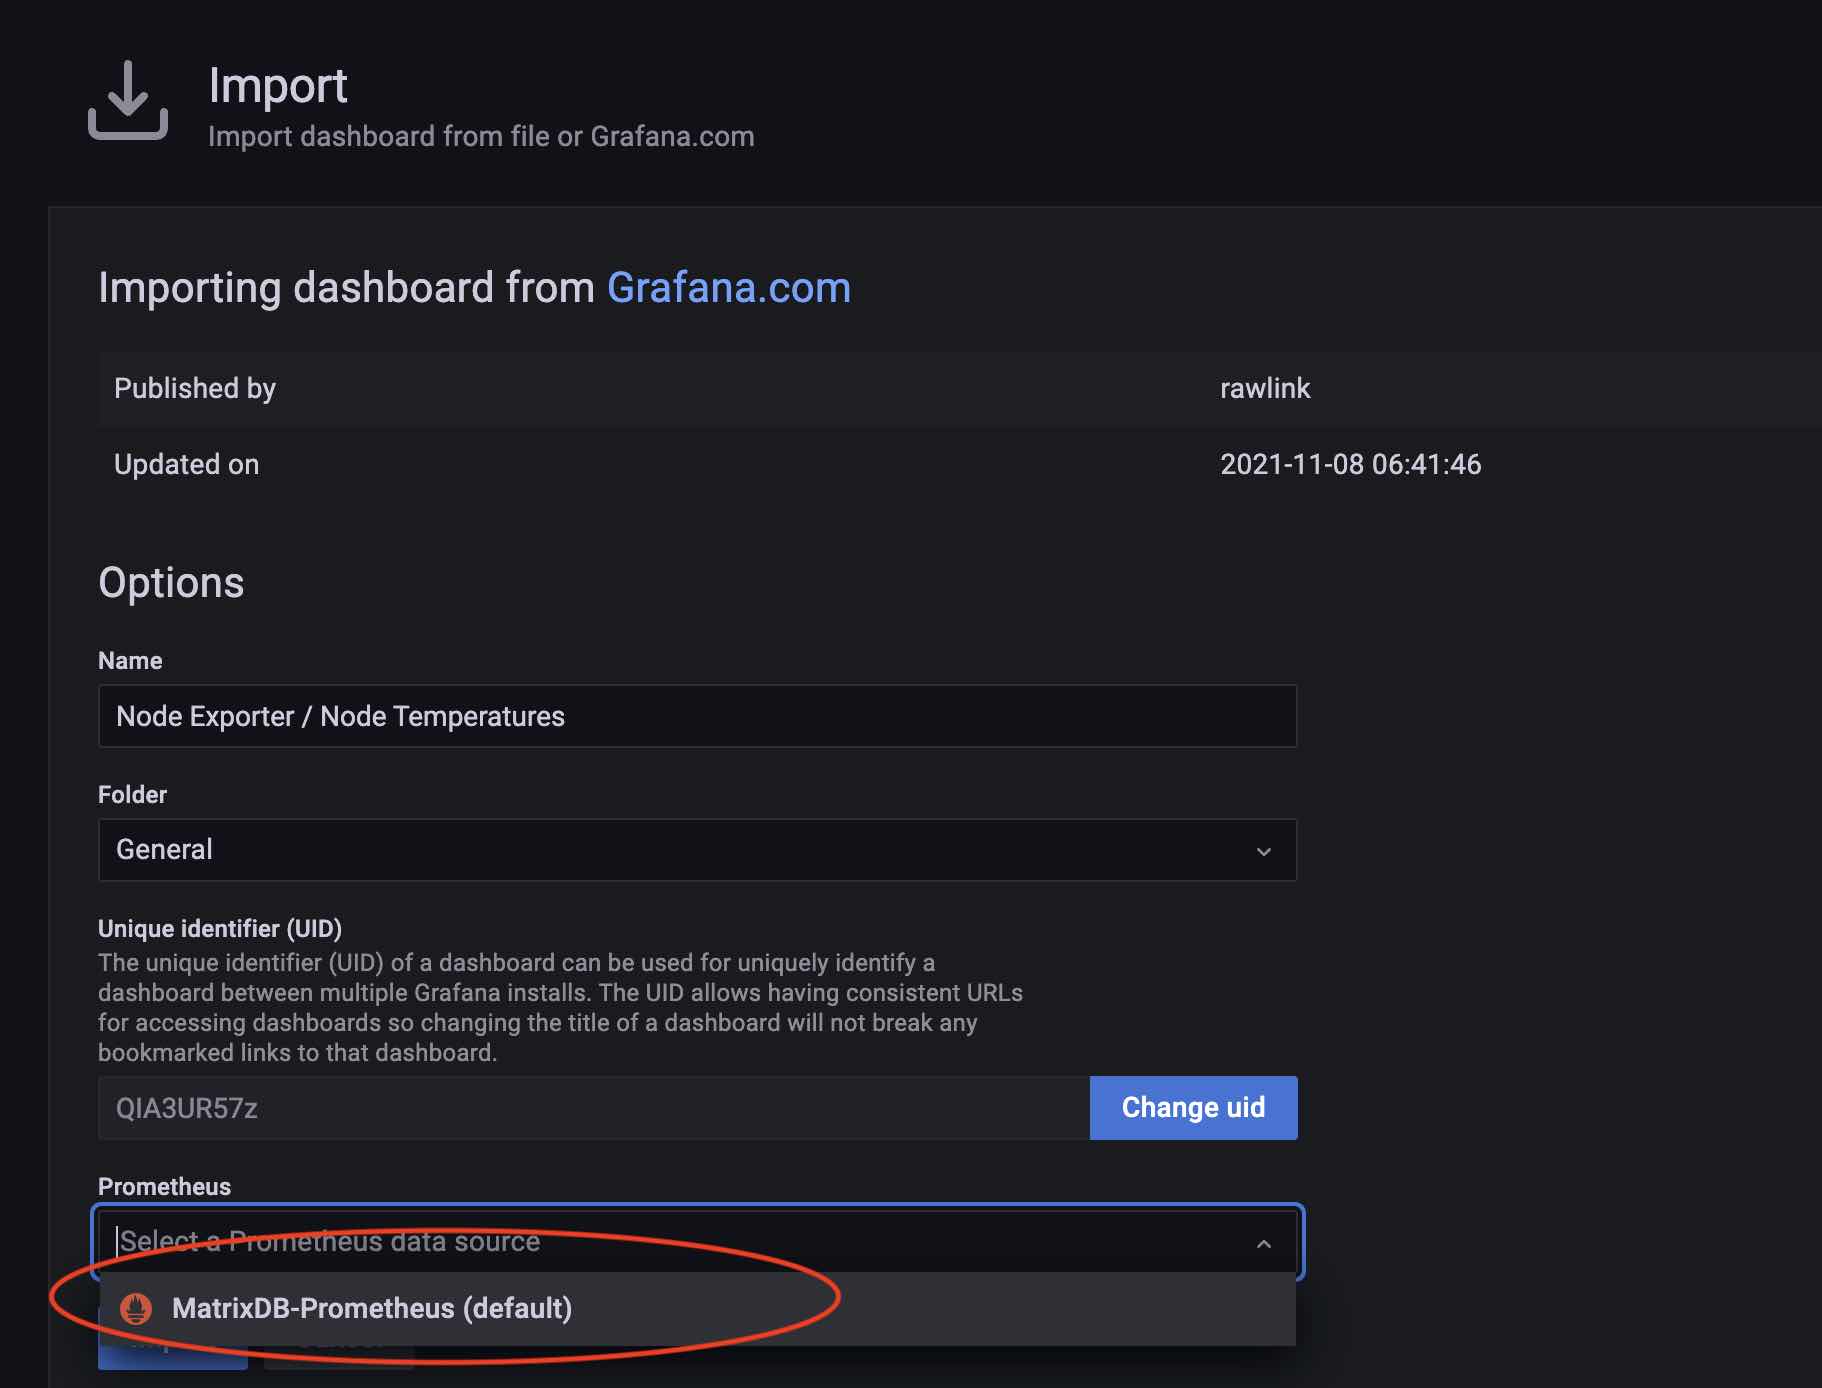 Import
Import dashboard from file or Grafana.com
Importing dashboard from Grafana.com
Published by rawlink
Updated on 2021-11-08 06:41:46
Options
Name
Node Exporter / Node Temperatures
Folder
General
Unique identifier (UID)
The unique identifier (UID) of a dashboard can be used for uniquely identify a
dashboard between multiple Grafana installs. The UID allows having consistent URLs
for accessing dashboards so changing the title of a dashboard will not break any
bookmarked links to that dashboard.
QIA3UR57z
Change uid
Prometheus
Select a Prometheus data source
MatrixDB-Prometheus (default)